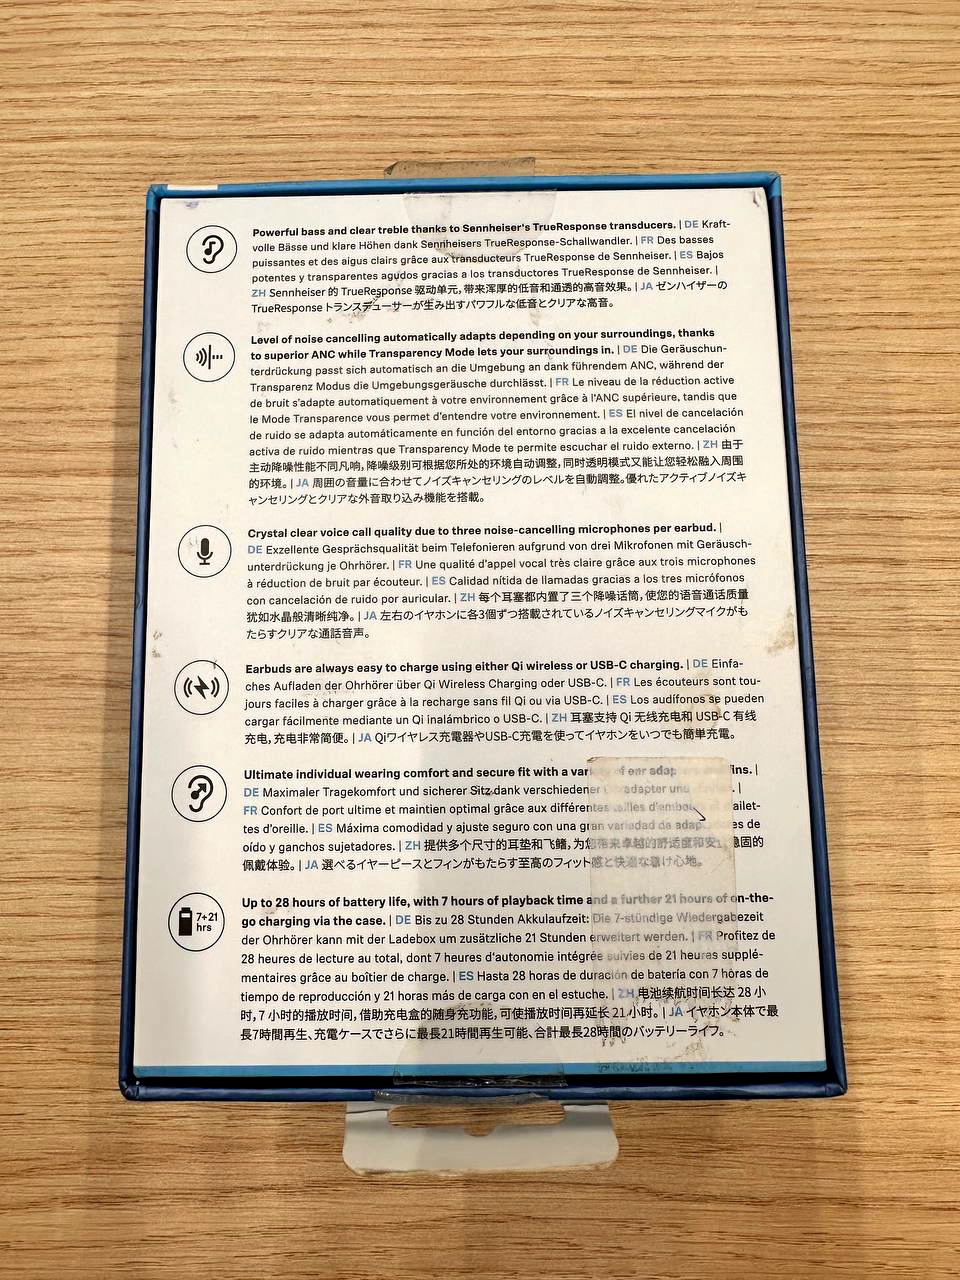 Powerful bass and clear treble thanks to Sennheiser's TrueResponse transducers. | DE Kraft-
volle Bässe und klare Höhen dank Sennheisers TrueResponse-Schallwandler. | FR Des basses
puissantes et des aigus clairs grâce aux transducteurs TrueResponse de Sennheiser. | ES Bajos
potentes y transparentes agudos gracias a los transductores TrueResponse de Sennheiser. |
ZH Sennheiser 的 TrueResponse 驱动单元，带来浑厚的低音和通透的高音效果。 | JA ゼンハイザーの
TrueResponse トランスデューサーが生み出すパワフルな低音とクリアな高音。
Level of noise cancelling automatically adapts depending on your surroundings, thanks
to superior ANC while Transparency Mode lets your surroundings in. | DE Die Geräuschun-
terdrückung passt sich automatisch an die Umgebung an dank führendem ANC, während der
Transparenz Modus die Umgebungsgeräusche durchlässt. | FR Le niveau de la réduction active
de bruit s'adapte automatiquement à votre environnement grâce à l'ANC supérieure, tandis que
le Mode Transparence vous permet d'entendre votre environnement. | ES El nivel de cancelación
de ruido se adapta automáticamente en función del entorno gracias a la excelente cancelación
activa de ruido mientras que Transparency Mode te permite escuchar el ruido externo. | ZH 由于
主动降噪性能不同凡响，降噪级别可根据您所处的环境自动调整，同时透明模式又能让您轻松融入周围
的环境。 | JA 周囲の音量に合わせてノイズキャンセリングのレベルを自動調整。優れたアクティブノイズキ
ャンセリングとクリアな外音取り込み機能を搭載。
Crystal clear voice call quality due to three noise-cancelling microphones per earbud. |
DE Exzellente Gesprächsqualität beim Telefonieren aufgrund von drei Mikrofonen mit Geräusch-
unterdrückung je Ohrhörer. | FR Une qualité d'appel vocal très claire grâce aux trois microphones
à réduction de bruit par écouteur. | ES Calidad nítida de llamadas gracias a los tres micrófonos
con cancelación de ruido por auricular. | ZH 每个耳塞都内置了三个降噪话筒，使您的语音通话质量
犹如水晶般清晰纯净。 | JA 左右のイヤホンに各3個ずつ搭載されているノイズキャンセリングマイクがも
たらすクリアな通話音声。
Earbuds are always easy to charge using either Qi wireless or USB-C charging. | DE Einfa-
ches Aufladen der Ohrhörer über Qi Wireless Charging oder USB-C. | FR Les écouteurs sont tou-
jours faciles à charger grâce à la recharge sans fil Qi ou via USB-C. | ES Los audífonos se pueden
cargar fácilmente mediante un Qi inalámbrico o USB-C. | ZH 耳塞支持 Qi 无线充电和 USB-C 有线
充电，充电非常简便。 | JA Qiワイヤレス充電器やUSB-C充電を使ってイヤホンをいつでも簡単充電。
Ultimate individual wearing comfort and secure fit with a variety of ear adap fins. |
DE Maximaler Tragekomfort und sicherer Sitz dank verschiedener adapter und |
FR Confort de port ultime et maintien optimal grâce aux différentes tailles d'embou ailet-
tes d'oreille. | ES Máxima comodidad y ajuste seguro con una gran variedad de adap es de
oído y ganchos sujetadores. | ZH 提供多个尺寸的耳垫和飞鳍，为您带来卓越的舒适度和安 稳固的
佩戴体验。 | JA 選べるイヤーピースとフィンがもたらす至高のフィット感と快適な着け心地。
7+21
hrs
Up to 28 hours of battery life, with 7 hours of playback time and a further 21 hours of on-the-
go charging via the case. | DE Bis zu 28 Stunden Akkulaufzeit: Die 7-stündige Wiedergabezeit
der Ohrhörer kann mit der Ladebox um zusätzliche 21 Stunden erweitert werden. | FR Profitez de
28 heures de lecture au total, dont 7 heures d'autonomie intégrée suivies de 21 heures supplé-
mentaires grâce au boîtier de charge. | ES Hasta 28 horas de duración de batería con 7 horas de
tiempo de reproducción y 21 horas más de carga con en el estuche. | ZH 电池续航时间长达 28 小
时，7 小时的播放时间，借助充电盒的随身充功能，可使播放时间再延长 21 小时。 | JA イヤホン本体で最
長7時間再生、充電ケースでさらに最長21時間再生可能、合計最長28時間のバッテリーライフ。